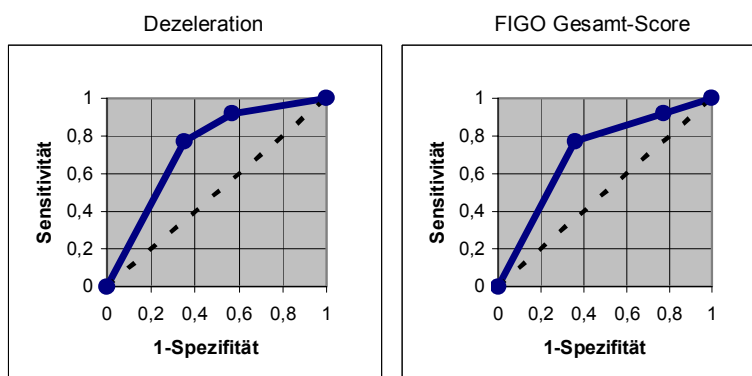 Dezeleration
Sensitivität
1
0,8
0,6
0,4
0,2
0
0 0,2 0,4 0,6 0,8 1
1-Spezifität
FIGO Gesamt-Score
Sensitivität
1
0,8
0,6
0,4
0,2
0
0 0,2 0,4 0,6 0,8 1
1-Spezifität